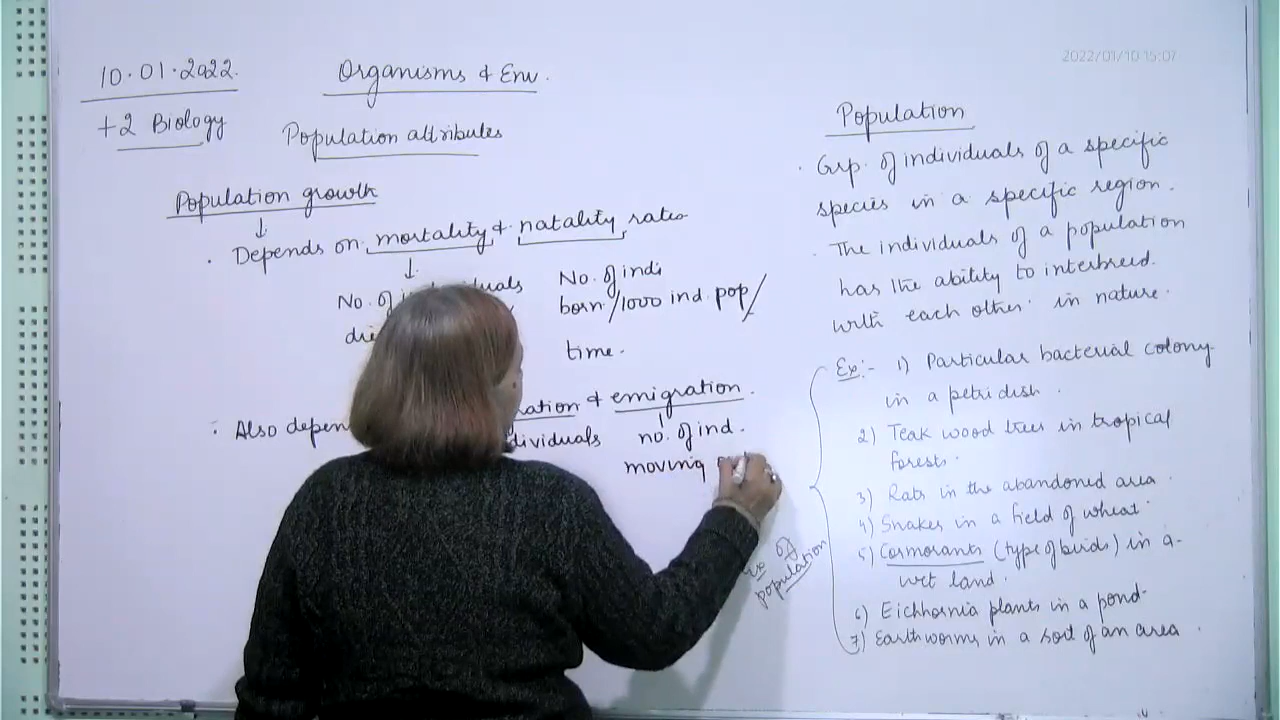 2022/01/10 15:07
10.01.2022.
Organisms & Env.
+2 Biology
Population attributes
Population growth
↓
. Depends on mortality & natality rates
↓
No. of
No. of indi
born/1000 ind. pop/
time.
Also depen
& emigration.
dividuals
no. of ind.
moving
Population
. Grp. of individuals of a specific
species in a specific region.
. The individuals of a population
has the ability to interbreed.
with each other in nature.
Ex:- 1) Particular bacterial colony
in a petridish.
2) Teak wood trees in tropical
forests.
3) Rats in the abandoned area.
4) Snakes in a field of wheat
5) Cormorants (type of birds) in a
wet land.
6) Eichhornia plants in a pond
7) Earthworms in a soil of an area.
Ex of
population